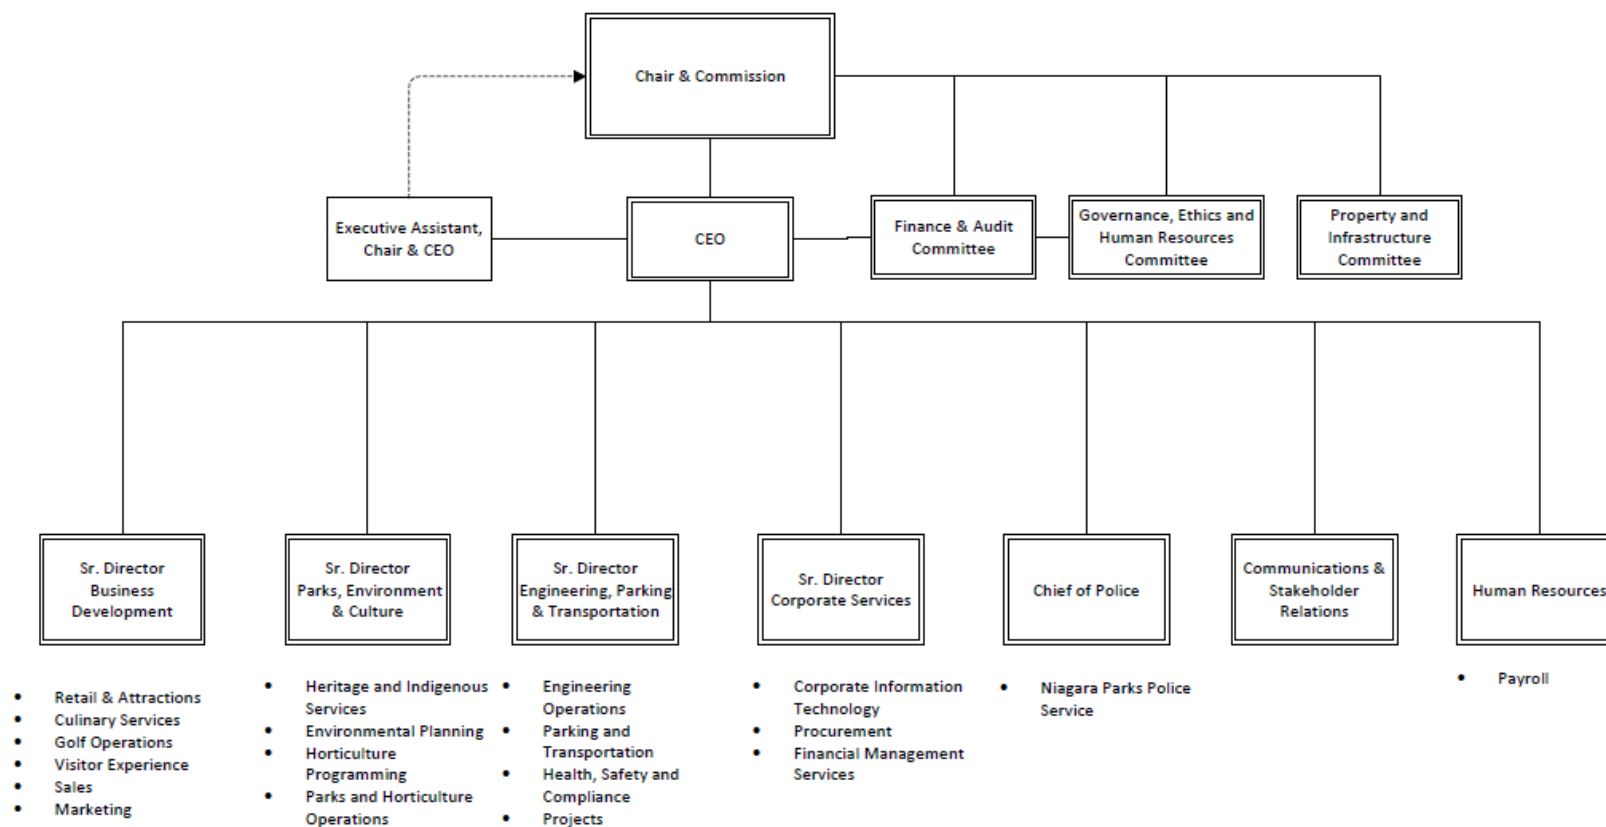 Chair & Commission
Executive Assistant,
Chair & CEO
CEO
Finance & Audit
Committee
Governance, Ethics and
Human Resources
Committee
Property and
Infrastructure
Committee
Sr. Director
Business
Development
Sr. Director
Parks, Environment
& Culture
Sr. Director
Engineering, Parking
& Transportation
Sr. Director
Corporate Services
Chief of Police
Communications &
Stakeholder
Relations
Human Resources
• Retail & Attractions
• Culinary Services
• Golf Operations
• Visitor Experience
• Sales
• Marketing
• Heritage and Indigenous
Services
• Environmental Planning
• Horticulture
Programming
• Parks and Horticulture
Operations
• Engineering
Operations
• Parking and
Transportation
• Health, Safety and
Compliance
• Projects
• Corporate Information
Technology
• Procurement
• Financial Management
Services
• Niagara Parks Police
Service
• Payroll